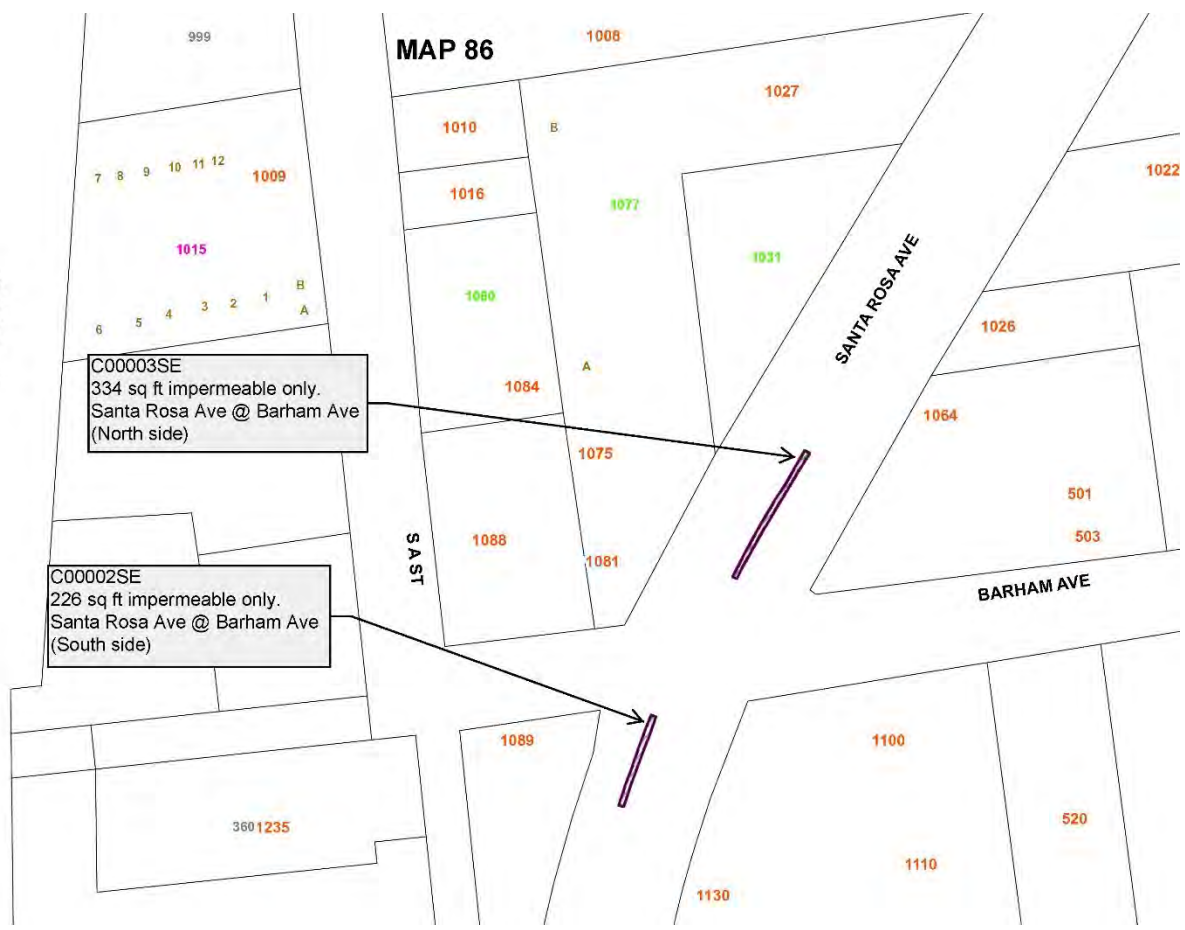 999
MAP 86
1008
1027
1010
B
7 8 9 10 11 12
1009
1022
1016
1077
1015
1031
1060
SANTA ROSA AVE
B
6 5 4 3 2 1
A
1026
C00003SE
334 sq ft impermeable only.
Santa Rosa Ave @ Barham Ave
(North side)
1084
A
1064
1075
501
503
1088
S A ST
1081
BARHAM AVE
C00002SE
226 sq ft impermeable only.
Santa Rosa Ave @ Barham Ave
(South side)
1089
1100
360 1235
520
1110
1130